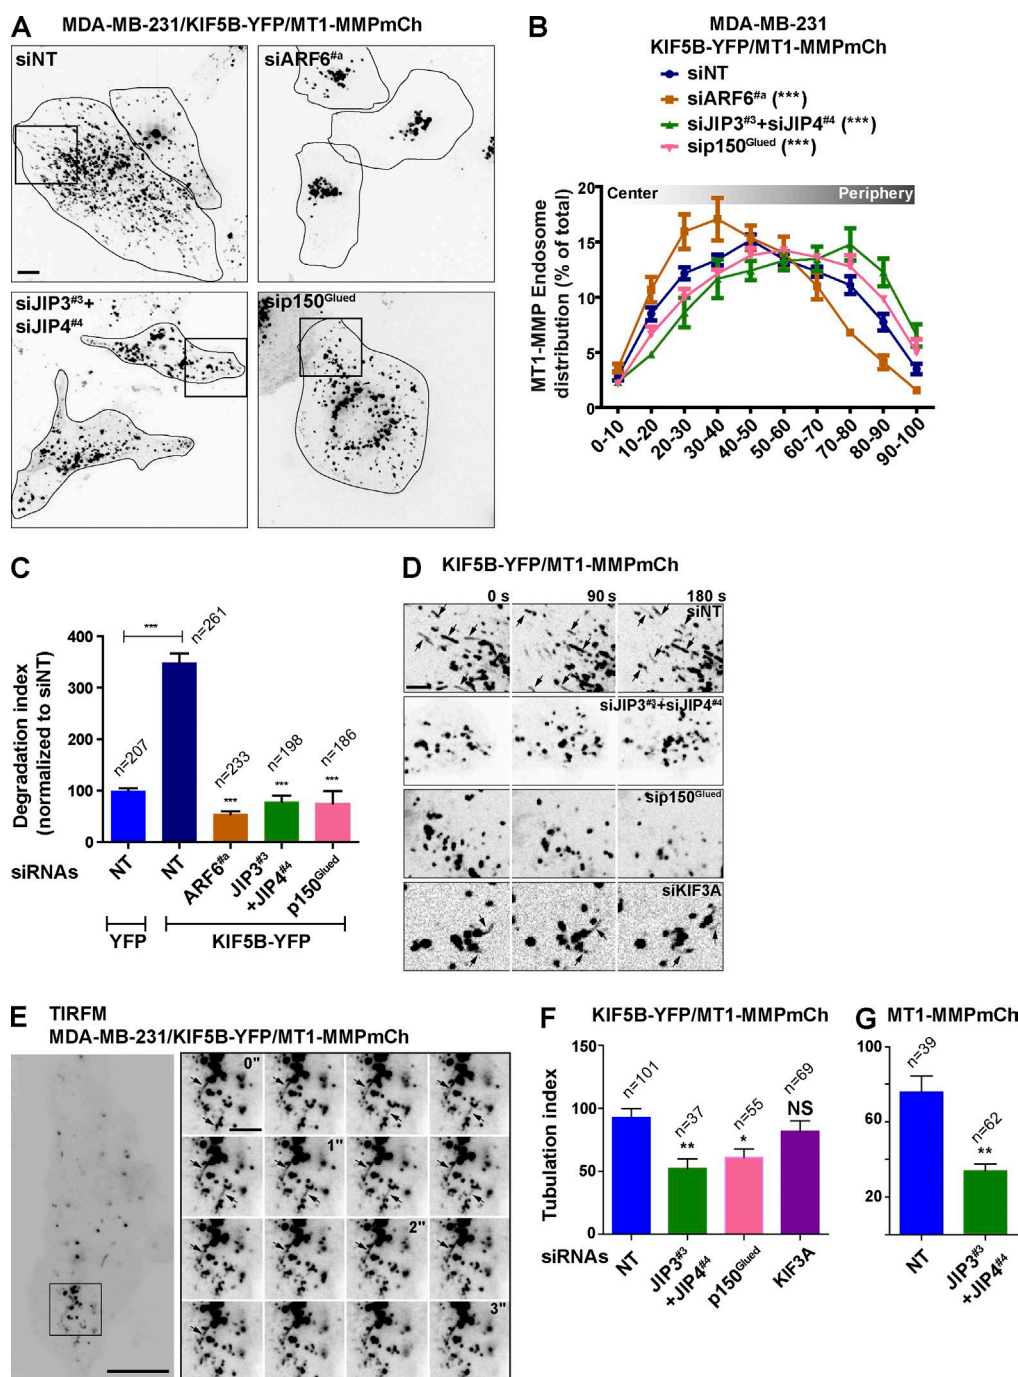 A MDA-MB-231/KIF5B-YFP/MT1-MMPmCh
siNT
siARF6#a
siJIP3#3+
siJIP4#4
sip150Glued
B MDA-MB-231
KIF5B-YFP/MT1-MMPmCh
siNT
siARF6#a (***)
siJIP3#3+siJIP4#4 (***)
sip150Glued (***)
MT1-MMP Endosome
distribution (% of total)
20
15
10
5
0
Center
Periphery
0-10
10-20
20-30
30-40
40-50
50-60
60-70
70-80
80-90
90-100
C
Degradation index
(normalized to siNT)
400
300
200
100
0
n=207
***
n=261
n=233
***
n=198
***
n=186
***
siRNAs
NT
NT
ARF6#a
JIP3#3
+JIP4#4
p150Glued
YFP
KIF5B-YFP
D KIF5B-YFP/MT1-MMPmCh
0 s
90 s
180 s
siNT
siJIP3#3+siJIP4#4
sip150Glued
siKIF3A
E TIRFM
MDA-MB-231/KIF5B-YFP/MT1-MMPmCh
0"
1"
2"
3"
F KIF5B-YFP/MT1-MMPmCh
Tubulation index
150
100
50
0
n=101
n=37
**
n=55
*
n=69
NS
siRNAs
NT
JIP3#3
+JIP4#4
p150Glued
KIF3A
G MT1-MMPmCh
100
60
20
n=39
n=62
**
NT
JIP3#3
+JIP4#4